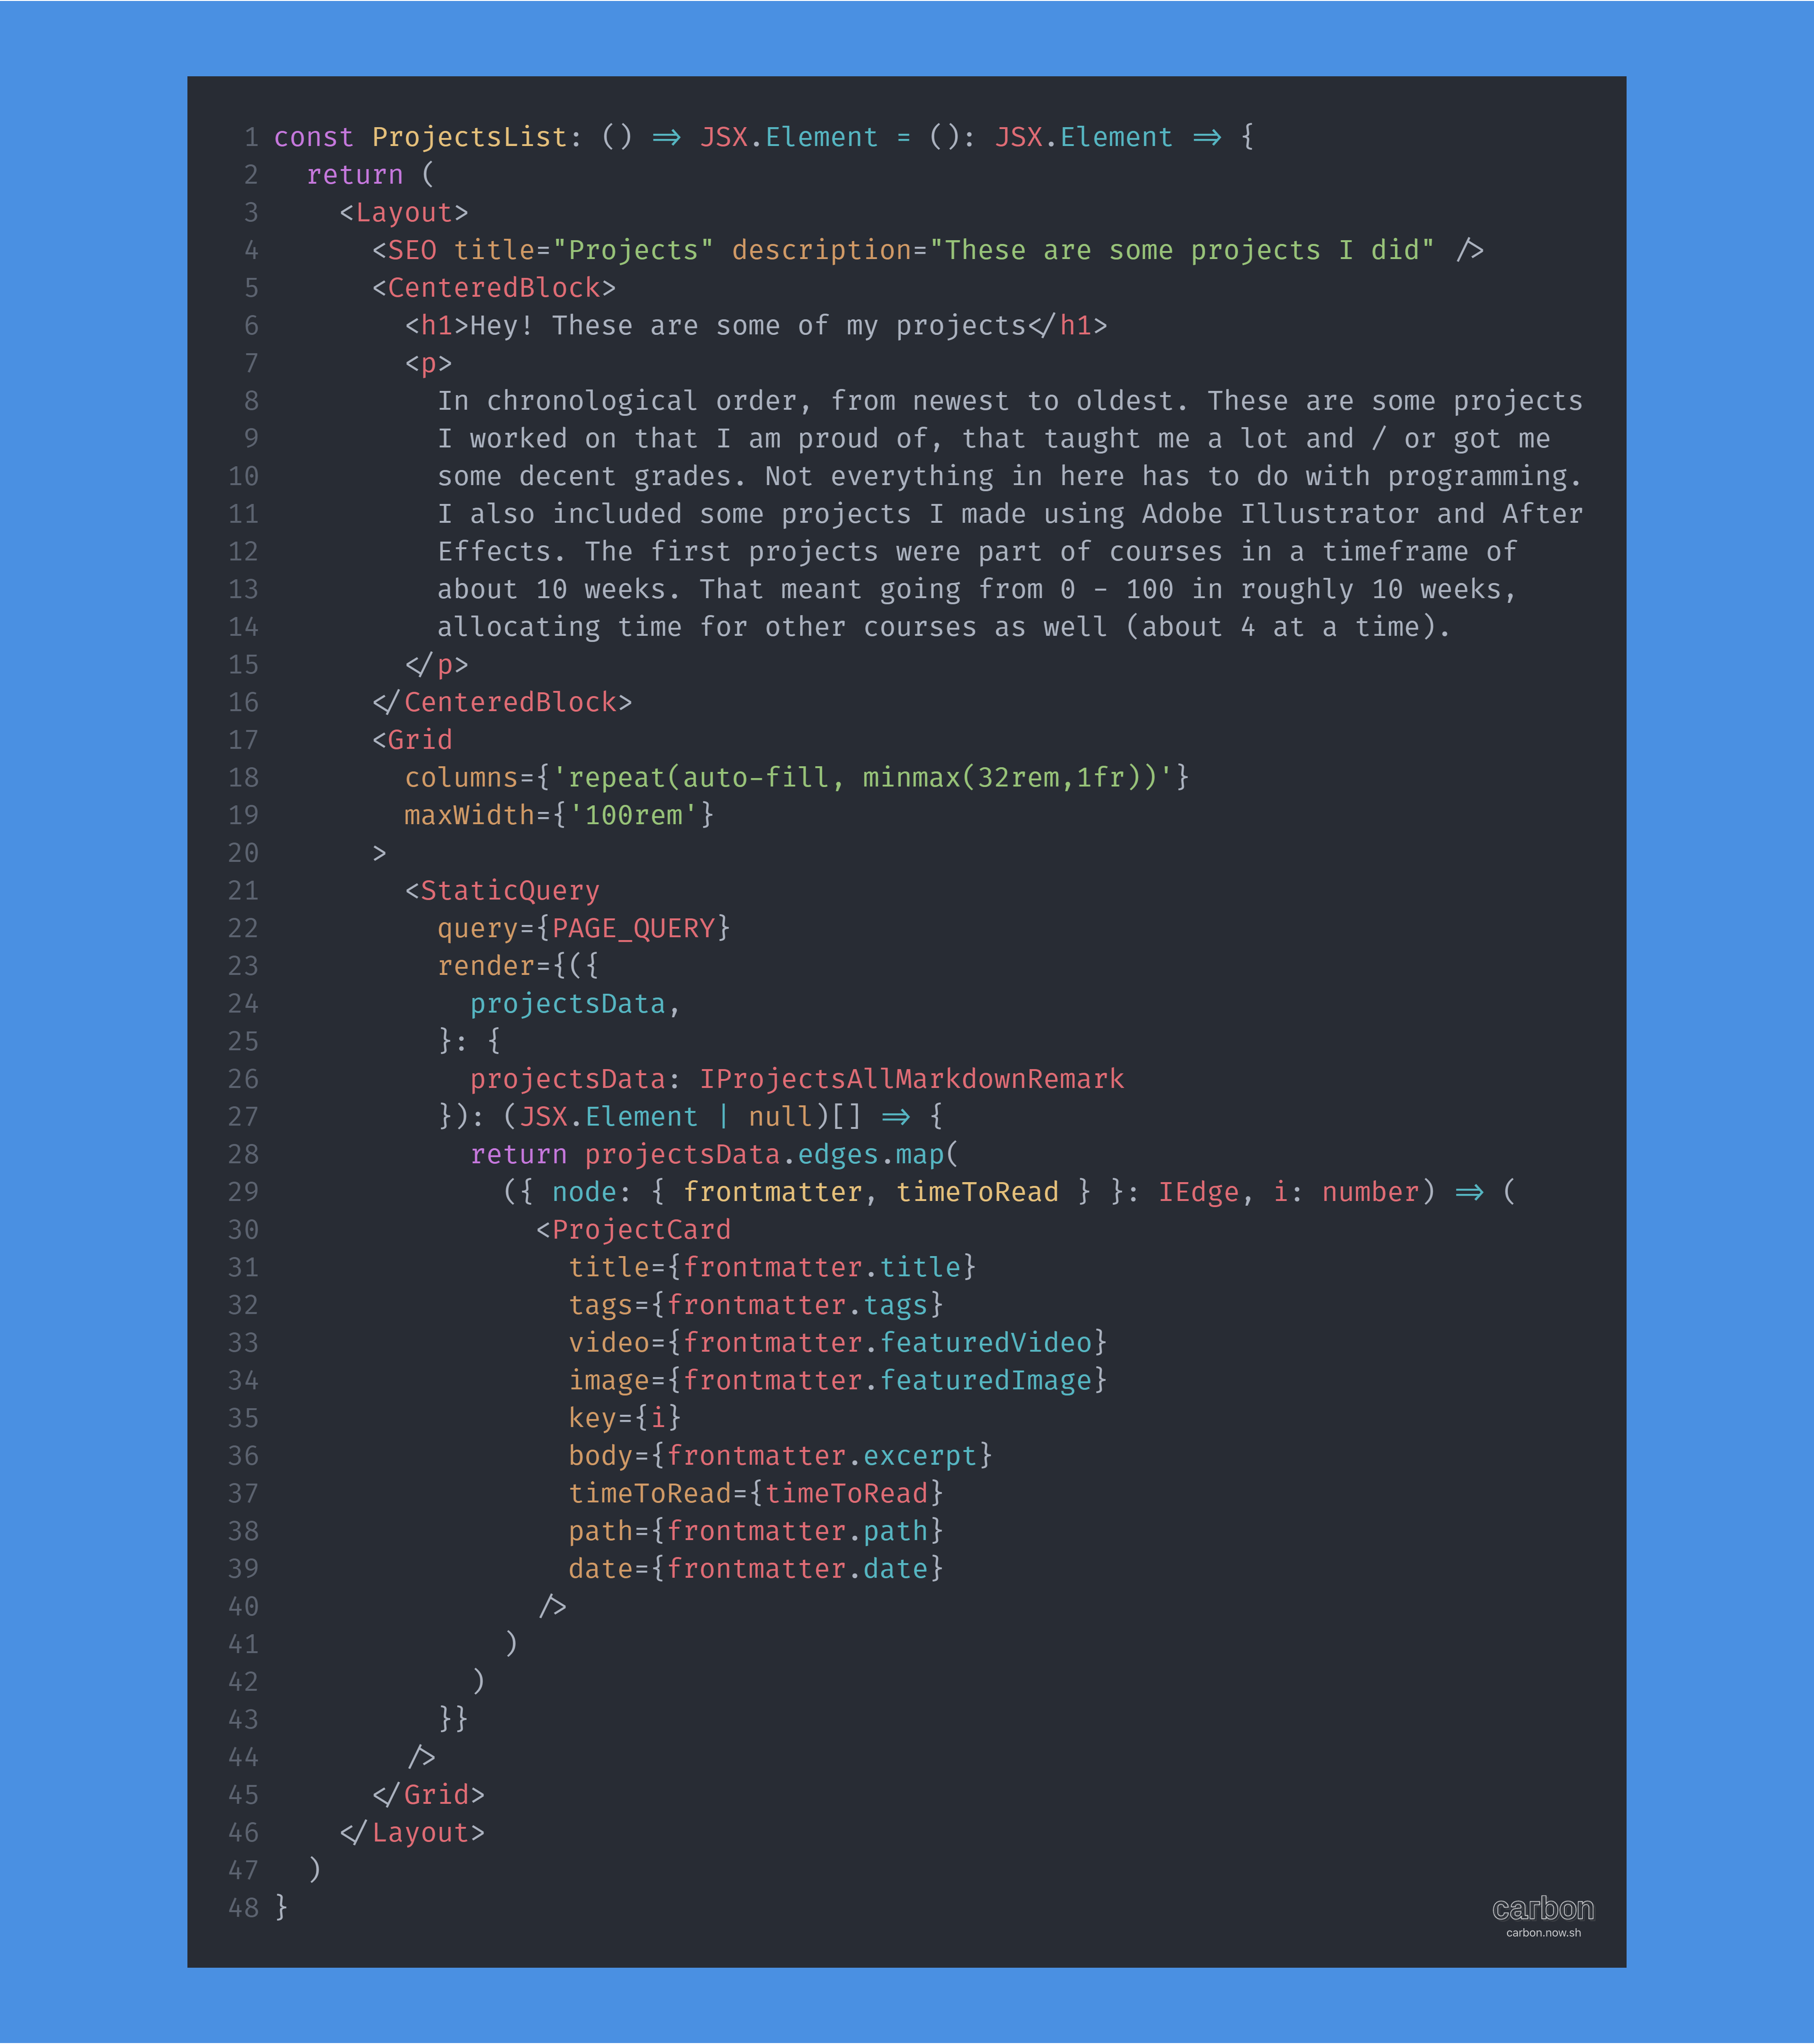 1 const ProjectsList: () => JSX.Element = (): JSX.Element => {
2   return (
3     <Layout>
4       <SEO title="Projects" description="These are some projects I did" />
5       <CenteredBlock>
6         <h1>Hey! These are some of my projects</h1>
7         <p>
8           In chronological order, from newest to oldest. These are some projects
9           I worked on that I am proud of, that taught me a lot and / or got me
10           some decent grades. Not everything in here has to do with programming.
11           I also included some projects I made using Adobe Illustrator and After
12           Effects. The first projects were part of courses in a timeframe of
13           about 10 weeks. That meant going from 0 - 100 in roughly 10 weeks,
14           allocating time for other courses as well (about 4 at a time).
15         </p>
16       </CenteredBlock>
17       <Grid
18         columns={'repeat(auto-fill, minmax(32rem,1fr))'}
19         maxWidth={'100rem'}
20       >
21         <StaticQuery
22           query={PAGE_QUERY}
23           render={({
24             projectsData,
25           }: {
26             projectsData: IProjectsAllMarkdownRemark
27           }): (JSX.Element | null)[] => {
28             return projectsData.edges.map(
29               ({ node: { frontmatter, timeToRead } }: IEdge, i: number) => (
30                 <ProjectCard
31                   title={frontmatter.title}
32                   tags={frontmatter.tags}
33                   video={frontmatter.featuredVideo}
34                   image={frontmatter.featuredImage}
35                   key={i}
36                   body={frontmatter.excerpt}
37                   timeToRead={timeToRead}
38                   path={frontmatter.path}
39                   date={frontmatter.date}
40                 />
41               )
42             )
43           }}
44         />
45       </Grid>
46     </Layout>
47   )
48 }
carbon
carbon.now.sh